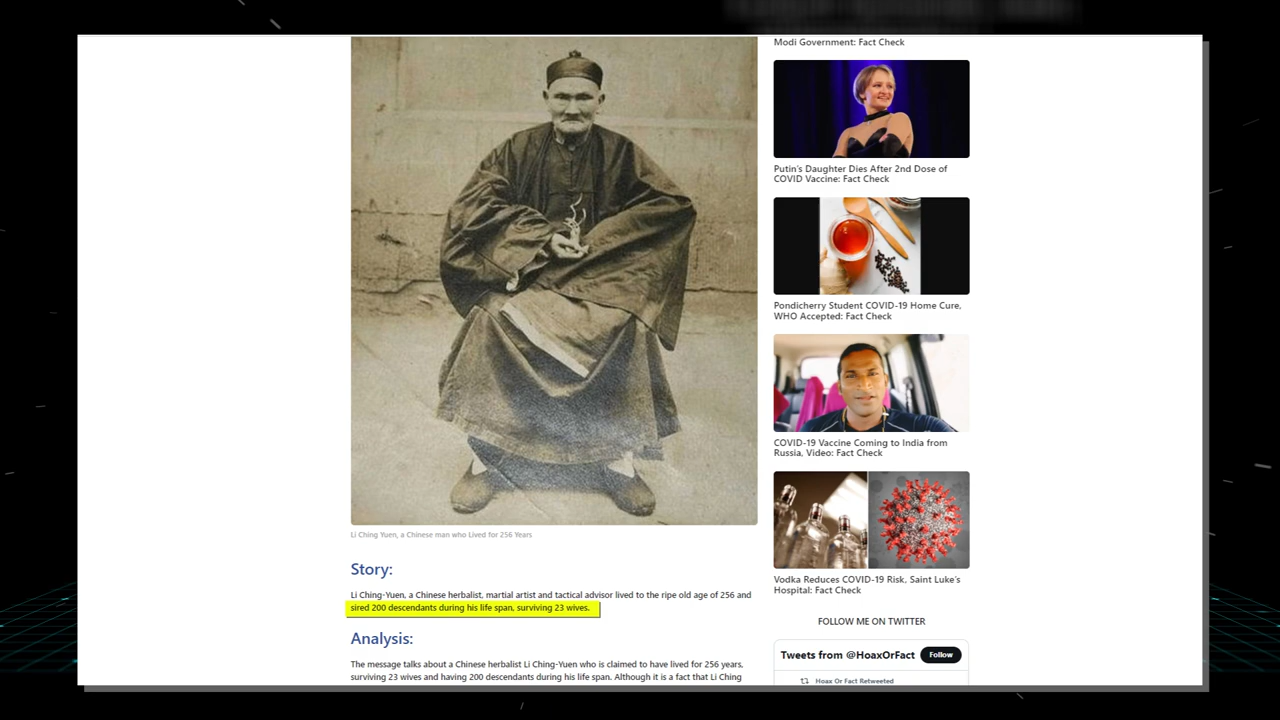 Li Ching Yuen, a Chinese man who Lived for 256 Years
Story:
Li Ching-Yuen, a Chinese herbalist, martial artist and tactical advisor lived to the ripe old age of 256 and
sired 200 descendants during his life span, surviving 23 wives.
Analysis:
The message talks about a Chinese herbalist Li Ching-Yuen who is claimed to have lived for 256 years,
surviving 23 wives and having 200 descendants during his life span. Although it is a fact that Li Ching
Modi Government: Fact Check
Putin's Daughter Dies After 2nd Dose of
COVID Vaccine: Fact Check
Pondicherry Student COVID-19 Home Cure,
WHO Accepted: Fact Check
COVID-19 Vaccine Coming to India from
Russia, Video: Fact Check
Vodka Reduces COVID-19 Risk, Saint Luke's
Hospital: Fact Check
FOLLOW ME ON TWITTER
Tweets from @HoaxOrFact
Follow
Hoax Or Fact Retweeted